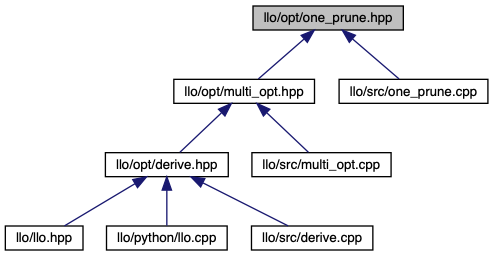 llo/opt/one_prune.hpp
llo/opt/multi_opt.hpp
llo/src/one_prune.cpp
llo/opt/derive.hpp
llo/src/multi_opt.cpp
llo/llo.hpp
llo/python/llo.cpp
llo/src/derive.cpp